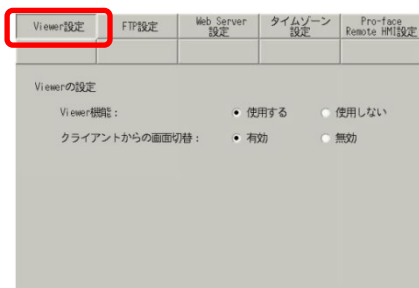 Viewer設定
FTP設定
Web Server
設定
タイムゾーン
設定
Pro-face
Remote HMI設定
Viewerの設定
Viewer機能： 使用する 使用しない
クライアントからの画面切替： 有効 無効